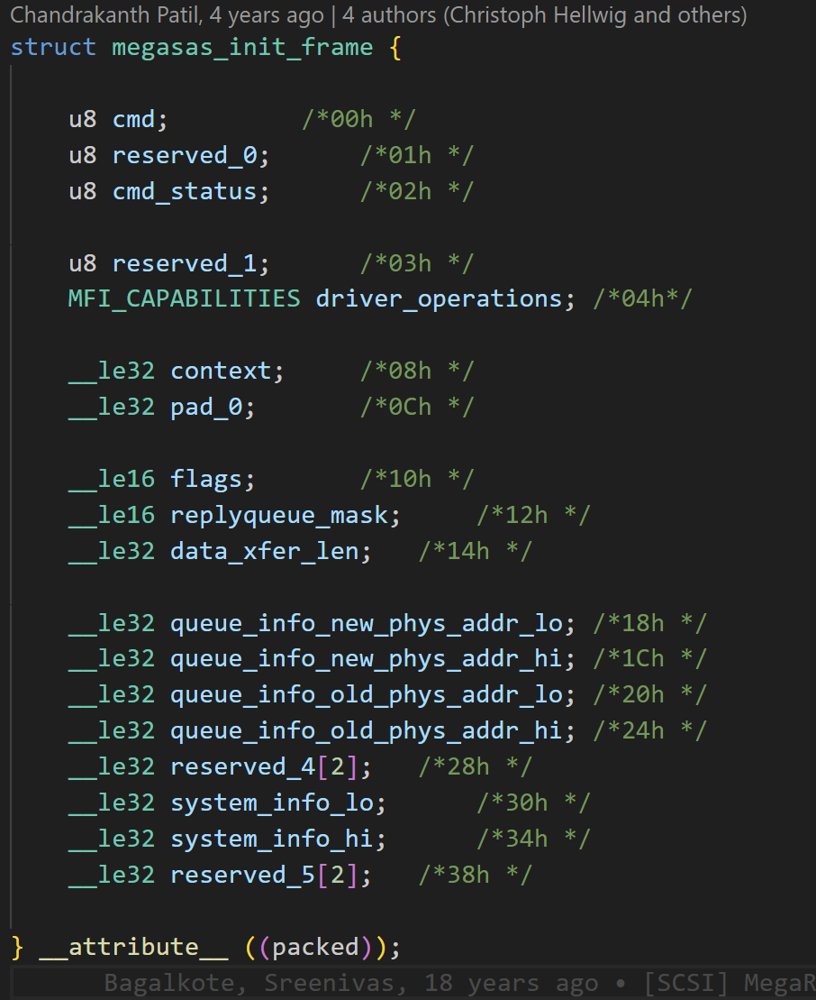 Chandrakanth Patil, 4 years ago | 4 authors (Christoph Hellwig and others)
struct megasas_init_frame {
u8 cmd; /*00h */
u8 reserved_0; /*01h */
u8 cmd_status; /*02h */
u8 reserved_1; /*03h */
MFI_CAPABILITIES driver_operations; /*04h*/
__le32 context; /*08h */
__le32 pad_0; /*0Ch */
__le16 flags; /*10h */
__le16 replyqueue_mask; /*12h */
__le32 data_xfer_len; /*14h */
__le32 queue_info_new_phys_addr_lo; /*18h */
__le32 queue_info_new_phys_addr_hi; /*1Ch */
__le32 queue_info_old_phys_addr_lo; /*20h */
__le32 queue_info_old_phys_addr_hi; /*24h */
__le32 reserved_4[2]; /*28h */
__le32 system_info_lo; /*30h */
__le32 system_info_hi; /*34h */
__le32 reserved_5[2]; /*38h */
} __attribute__ ((packed));
Bagalkote, Sreenivas, 18 years ago • [SCSI] MegaR